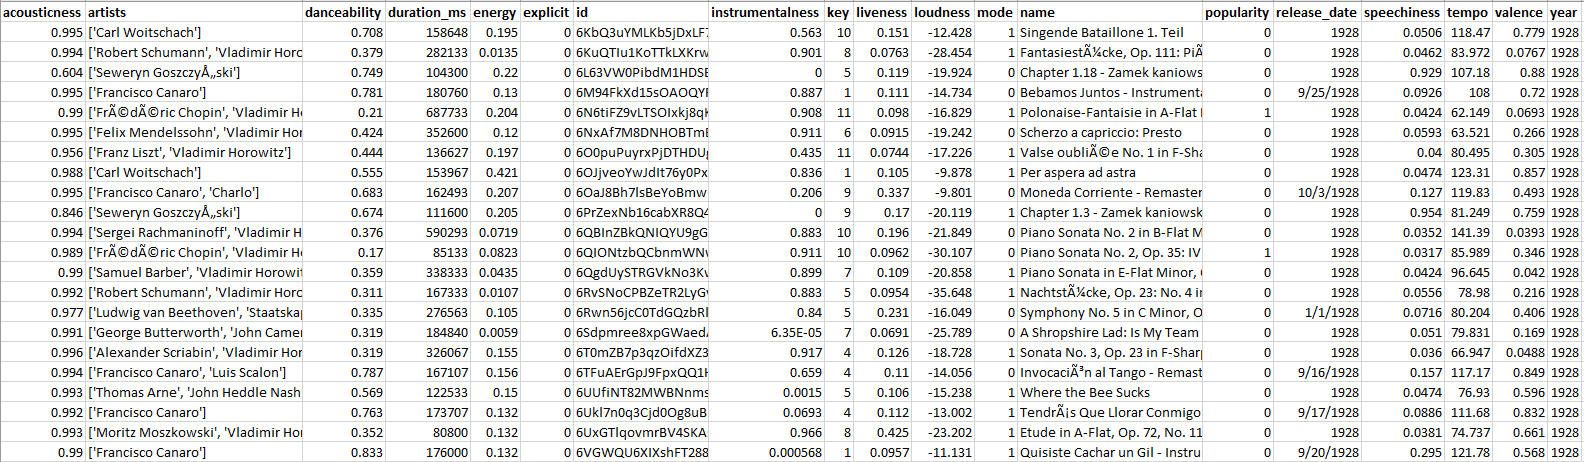 acousticness artists danceability duration_ms energy explicit id instrumentalness key liveness loudness mode name popularity release_date speechiness tempo valence year
0.995 ['Carl Woitschach'] 0.708 158648 0.195 0 6KbQ3uYMLKb5jDxLF7 0.563 10 0.151 -12.428 1 Singende Bataillone 1. Teil 0 1928 0.0506 118.47 0.779 1928
0.994 ['Robert Schumann', 'Vladimir Horo 0.379 282133 0.0135 0 6KuQTIu1KoTTkLXKrw 0.901 8 0.0763 -28.454 1 FantasiestÃ¼cke, Op. 111: PiÃ 0 1928 0.0462 83.972 0.0767 1928
0.604 ['Seweryn GoszczyÅ„ski'] 0.749 104300 0.22 0 6L63VW0PibdM1HDSE 0 5 0.119 -19.924 0 Chapter 1.18 - Zamek kaniows 0 1928 0.929 107.18 0.88 1928
0.995 ['Francisco Canaro'] 0.781 180760 0.13 0 6M94FkXd15sOAOQYF 0.887 1 0.111 -14.734 0 Bebamos Juntos - Instrument 0 9/25/1928 0.0926 108 0.72 1928
0.99 ['FrÃ©dÃ©ric Chopin', 'Vladimir H 0.21 687733 0.204 0 6N6tiFZ9vLTSOIxkj8qk 0.908 11 0.098 -16.829 1 Polonaise-Fantaisie in A-Flat 1 1928 0.0424 62.149 0.0693 1928
0.995 ['Felix Mendelssohn', 'Vladimir Ho 0.424 352600 0.12 0 6NxAf7M8DNHOBTmE 0.911 6 0.0915 -19.242 0 Scherzo a capriccio: Presto 0 1928 0.0593 63.521 0.266 1928
0.956 ['Franz Liszt', 'Vladimir Horowitz'] 0.444 136627 0.197 0 6O0puPuyrxPjDTHDUg 0.435 11 0.0744 -17.226 1 Valse oubliÃ©e No. 1 in F-Sha 0 1928 0.04 80.495 0.305 1928
0.988 ['Carl Woitschach'] 0.555 153967 0.421 0 6OJjveoYwJdIt76y0Px 0.836 1 0.105 -9.878 1 Per aspera ad astra 0 1928 0.0474 123.31 0.857 1928
0.995 ['Francisco Canaro', 'Charlo'] 0.683 162493 0.207 0 6OaJ8Bh7lsBeYoBmw 0.206 9 0.337 -9.801 0 Moneda Corriente - Remaster 0 10/3/1928 0.127 119.83 0.493 1928
0.846 ['Seweryn GoszczyÅ„ski'] 0.674 111600 0.205 0 6PrZexNb16cabXR8Q4 0 9 0.17 -20.119 1 Chapter 1.3 - Zamek kaniowsk 0 1928 0.954 81.249 0.759 1928
0.994 ['Sergei Rachmaninoff', 'Vladimir H 0.376 590293 0.0719 0 6QBInZBkQNIQYU9gG 0.883 10 0.196 -21.849 0 Piano Sonata No. 2 in B-Flat M 0 1928 0.0352 141.39 0.0393 1928
0.989 ['FrÃ©dÃ©ric Chopin', 'Vladimir H 0.17 85133 0.0823 0 6QIONtzbQCbnmWNv 0.911 10 0.0962 -30.107 0 Piano Sonata No. 2, Op. 35: IV 1 1928 0.0317 85.989 0.346 1928
0.99 ['Samuel Barber', 'Vladimir Horowit 0.359 338333 0.0435 0 6QgdUySTRGVkNo3Kv 0.899 7 0.109 -20.858 1 Piano Sonata in E-Flat Minor, 0 1928 0.0424 96.645 0.042 1928
0.992 ['Robert Schumann', 'Vladimir Horo 0.311 167333 0.0107 0 6RvSNoCPBZeTR2LyG 0.883 5 0.0954 -35.648 1 NachtstÃ¼cke, Op. 23: No. 4 i 0 1928 0.0556 78.98 0.216 1928
0.977 ['Ludwig van Beethoven', 'Staatska 0.335 276563 0.105 0 6Rwn56jcC0TdGQzbR 0.84 5 0.231 -16.049 0 Symphony No. 5 in C Minor, O 0 1/1/1928 0.0716 80.204 0.406 1928
0.991 ['George Butterworth', 'John Camer 0.319 184840 0.0059 0 6Sdpmree8xpGWaed 6.35E-05 7 0.0691 -25.789 0 A Shropshire Lad: Is My Team 0 1928 0.051 79.831 0.169 1928
0.996 ['Alexander Scriabin', 'Vladimir Hor 0.319 326067 0.155 0 6T0mZB7p3qzOifdXZ3 0.917 4 0.126 -18.728 1 Sonata No. 3, Op. 23 in F-Shar 0 1928 0.036 66.947 0.0488 1928
0.994 ['Francisco Canaro', 'Luis Scalon'] 0.787 167107 0.156 0 6TFuAErGpJ9FpxQQ1H 0.659 4 0.11 -14.056 0 InvocaciÃ³n al Tango - Remast 0 9/16/1928 0.157 117.17 0.849 1928
0.993 ['Thomas Arne', 'John Heddle Nash 0.569 122533 0.15 0 6UUfiNT82MWBNnms 0.0015 5 0.106 -15.238 1 Where the Bee Sucks 0 1928 0.0474 76.93 0.596 1928
0.992 ['Francisco Canaro'] 0.763 173707 0.132 0 6Ukl7n0q3Cjd0Og8uB 0.0693 4 0.112 -13.002 1 TendrÃ¡s Que Llorar Conmigo 0 9/17/1928 0.0886 111.68 0.832 1928
0.993 ['Moritz Moszkowski', 'Vladimir Ho 0.352 80800 0.132 0 6UxGTlqovmrBV4SKA 0.966 8 0.425 -23.202 1 Etude in A-Flat, Op. 72, No. 11 0 1928 0.0381 74.737 0.661 1928
0.99 ['Francisco Canaro'] 0.833 176000 0.132 0 6VGWQU6XIXshFT288 0.000568 1 0.0957 -11.131 1 Quisiste Cachar un Gil - Instru 0 9/20/1928 0.295 121.78 0.568 1928